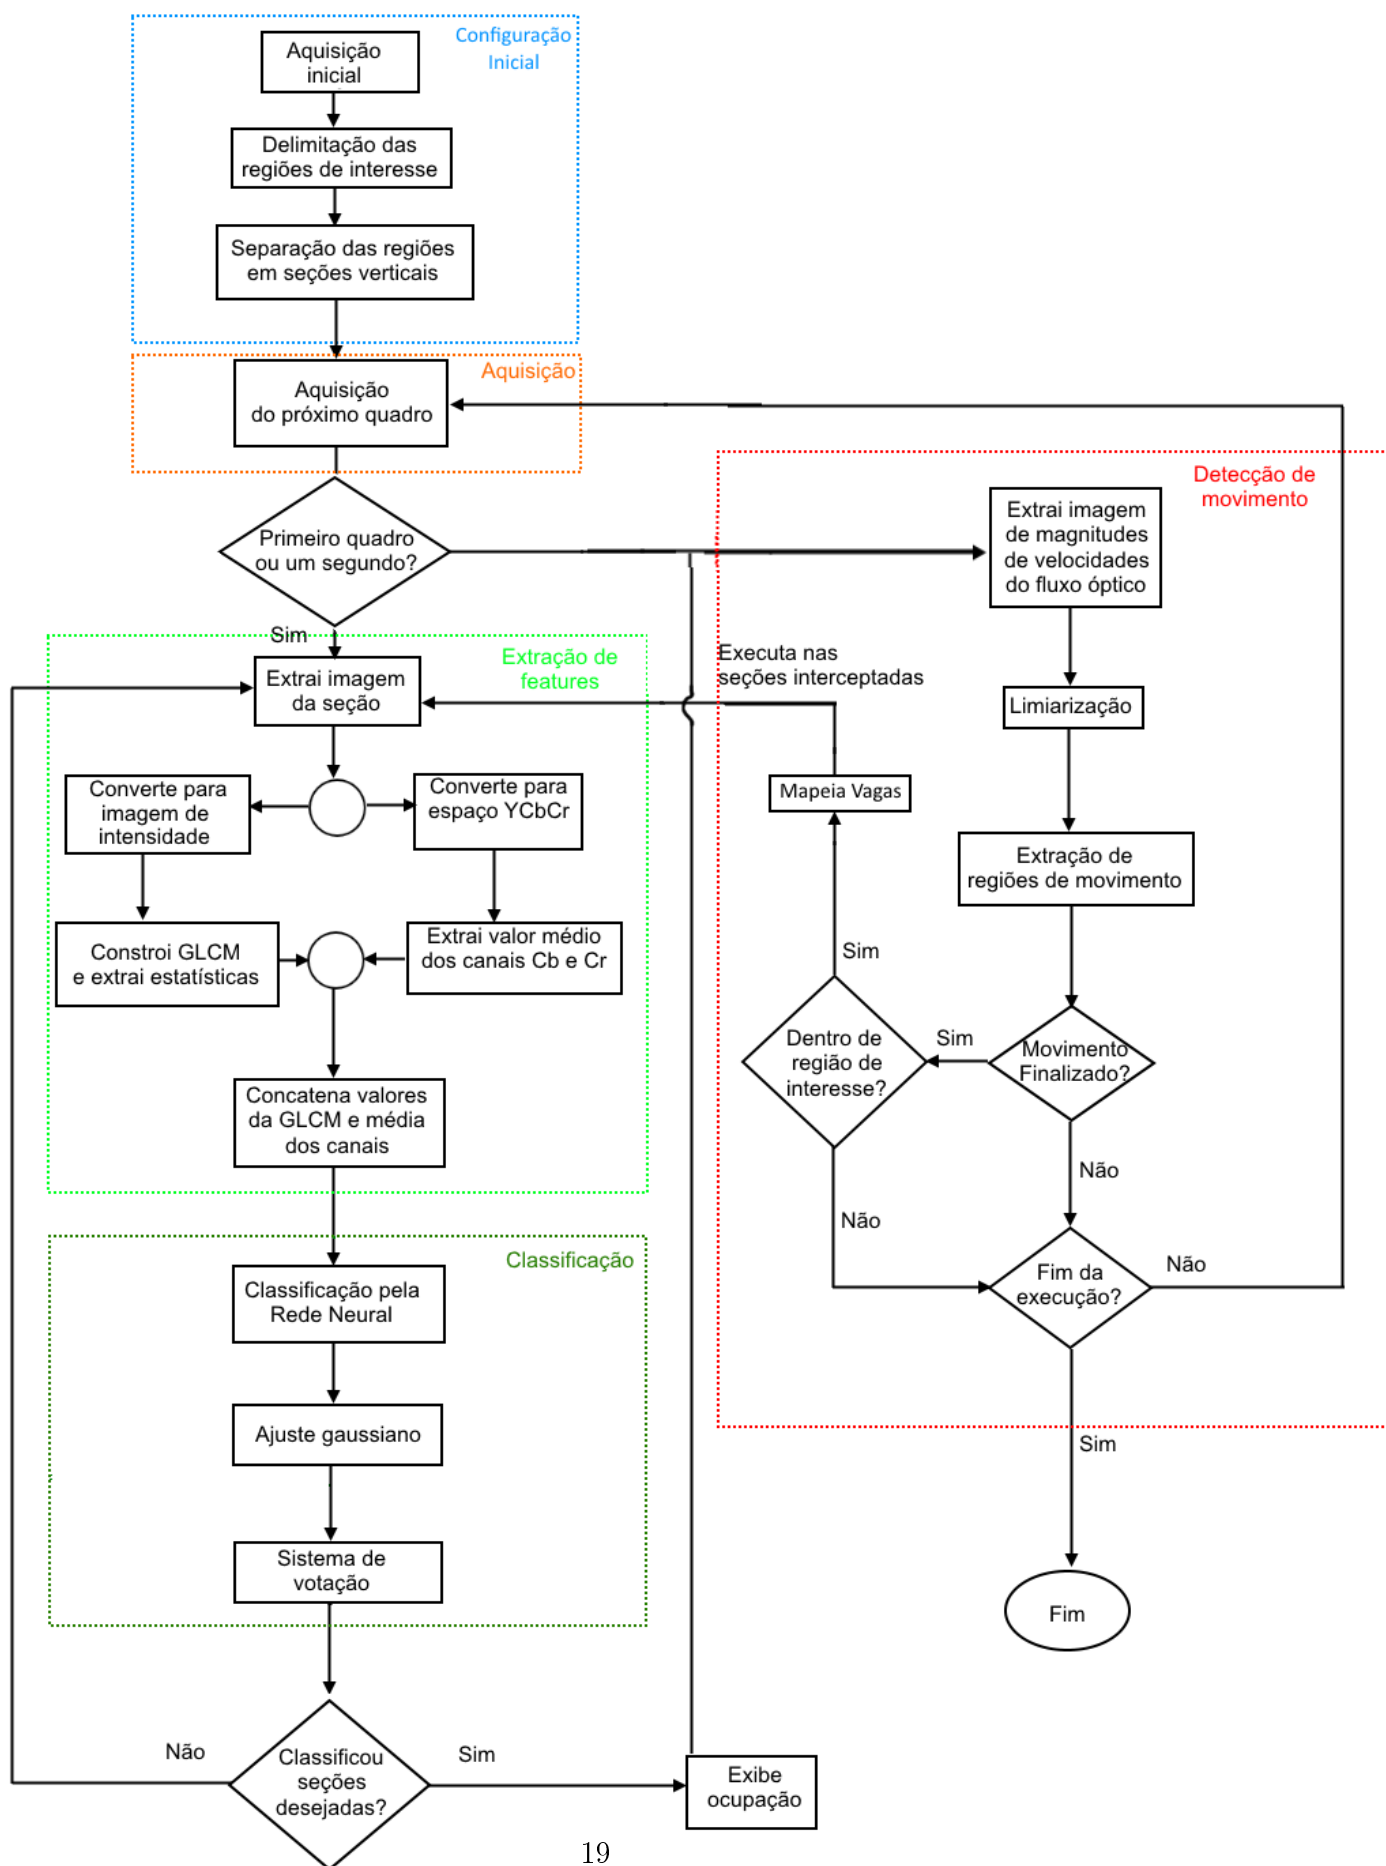 Configuração
Inicial
Aquisição
inicial
Delimitação das
regiões de interesse
Separação das regiões
em seções verticais
Aquisição
Aquisição
do próximo quadro
Primeiro quadro
ou um segundo?
Sim
Extração de
features
Extrai imagem
da seção
Converte para
imagem de
intensidade
Converte para
espaço YCbCr
Constroi GLCM
e extrai estatísticas
Extrai valor médio
dos canais Cb e Cr
Concatena valores
da GLCM e média
dos canais
Classificação
Classificação pela
Rede Neural
Ajuste gaussiano
Sistema de
votação
Classificou
seções
desejadas?
Não
Sim
Exibe
ocupação
Detecção de
movimento
Extrai imagem
de magnitudes
de velocidades
do fluxo óptico
Limiarização
Extração de
regiões de movimento
Movimento
Finalizado?
Sim
Não
Dentro de
região de
interesse?
Sim
Não
Mapeia Vagas
Executa nas
seções interceptadas
Fim da
execução?
Não
Sim
Fim
19